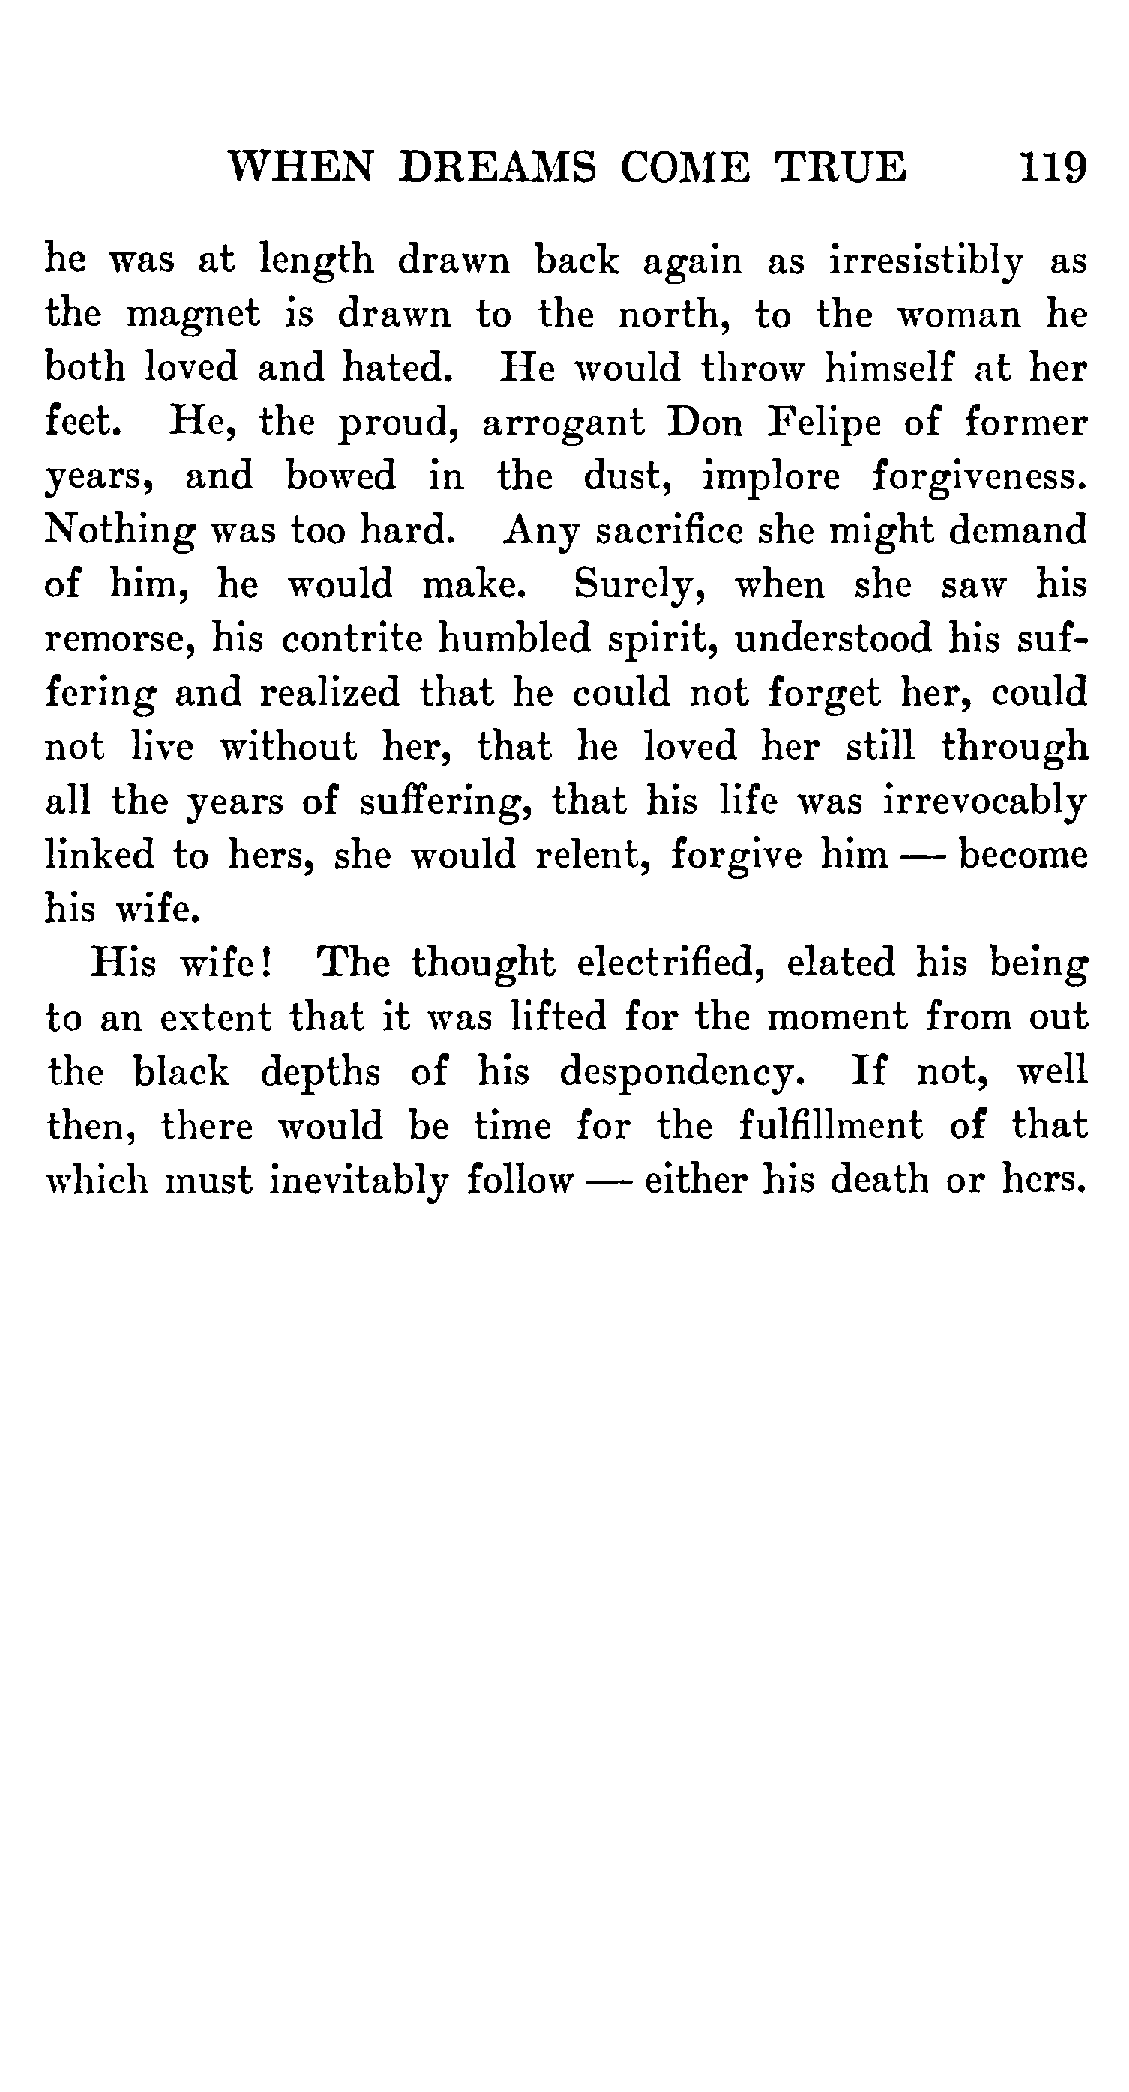 WHEN DREAMS COME TRUE 119
he was at length drawn back again as irresistibly as
the magnet is drawn to the north, to the woman he
both loved and hated. He would throw himself at her
feet. He, the proud, arrogant Don Felipe of former
years, and bowed in the dust, implore forgiveness.
Nothing was too hard. Any sacrifice she might demand
of him, he would make. Surely, when she saw his
remorse, his contrite humbled spirit, understood his suf-
fering and realized that he could not forget her, could
not live without her, that he loved her still through
all the years of suffering, that his life was irrevocably
linked to hers, she would relent, forgive him — become
his wife.
His wife! The thought electrified, elated his being
to an extent that it was lifted for the moment from out
the black depths of his despondency. If not, well
then, there would be time for the fulfillment of that
which must inevitably follow — either his death or hers.